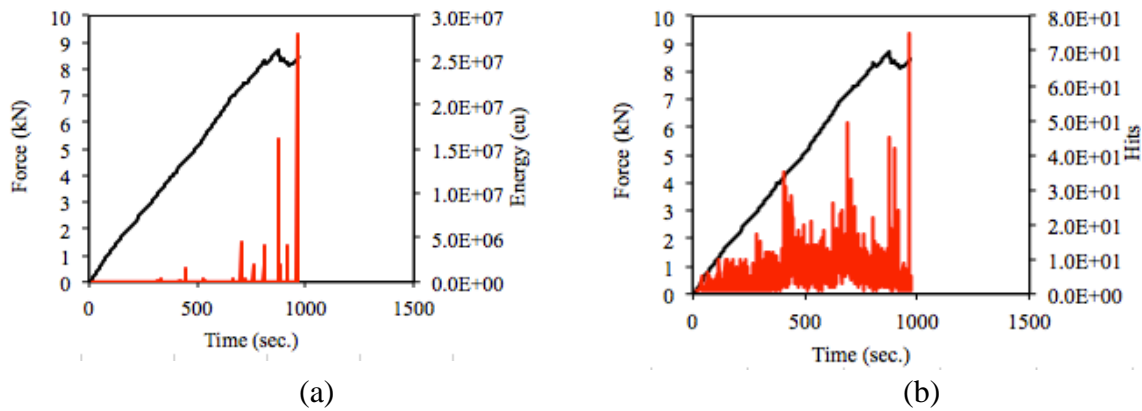 10
9
8
7
6
5
4
3
2
1
0
Force (kN)
3.0E+07
2.5E+07
2.0E+07
1.5E+07
1.0E+07
5.0E+06
0.0E+00
Energy (eu)
0
500
1000
1500
Time (sec.)
(a)
10
9
8
7
6
5
4
3
2
1
0
Force (kN)
8.0E+01
7.0E+01
6.0E+01
5.0E+01
4.0E+01
3.0E+01
2.0E+01
1.0E+01
0.0E+00
Hits
0
500
1000
1500
Time (sec.)
(b)